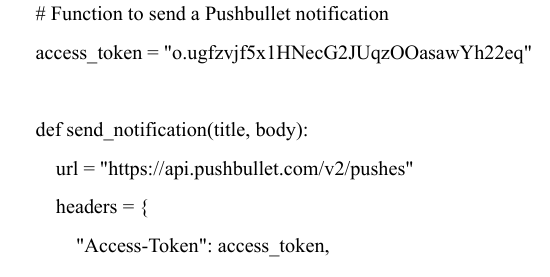 # Function to send a Pushbullet notification
access_token = "o.ugfzvjf5x1HNecG2JUqzOOasawYh22eq"
def send_notification(title, body):
url = "https://api.pushbullet.com/v2/pushes"
headers = {
"Access-Token": access_token,